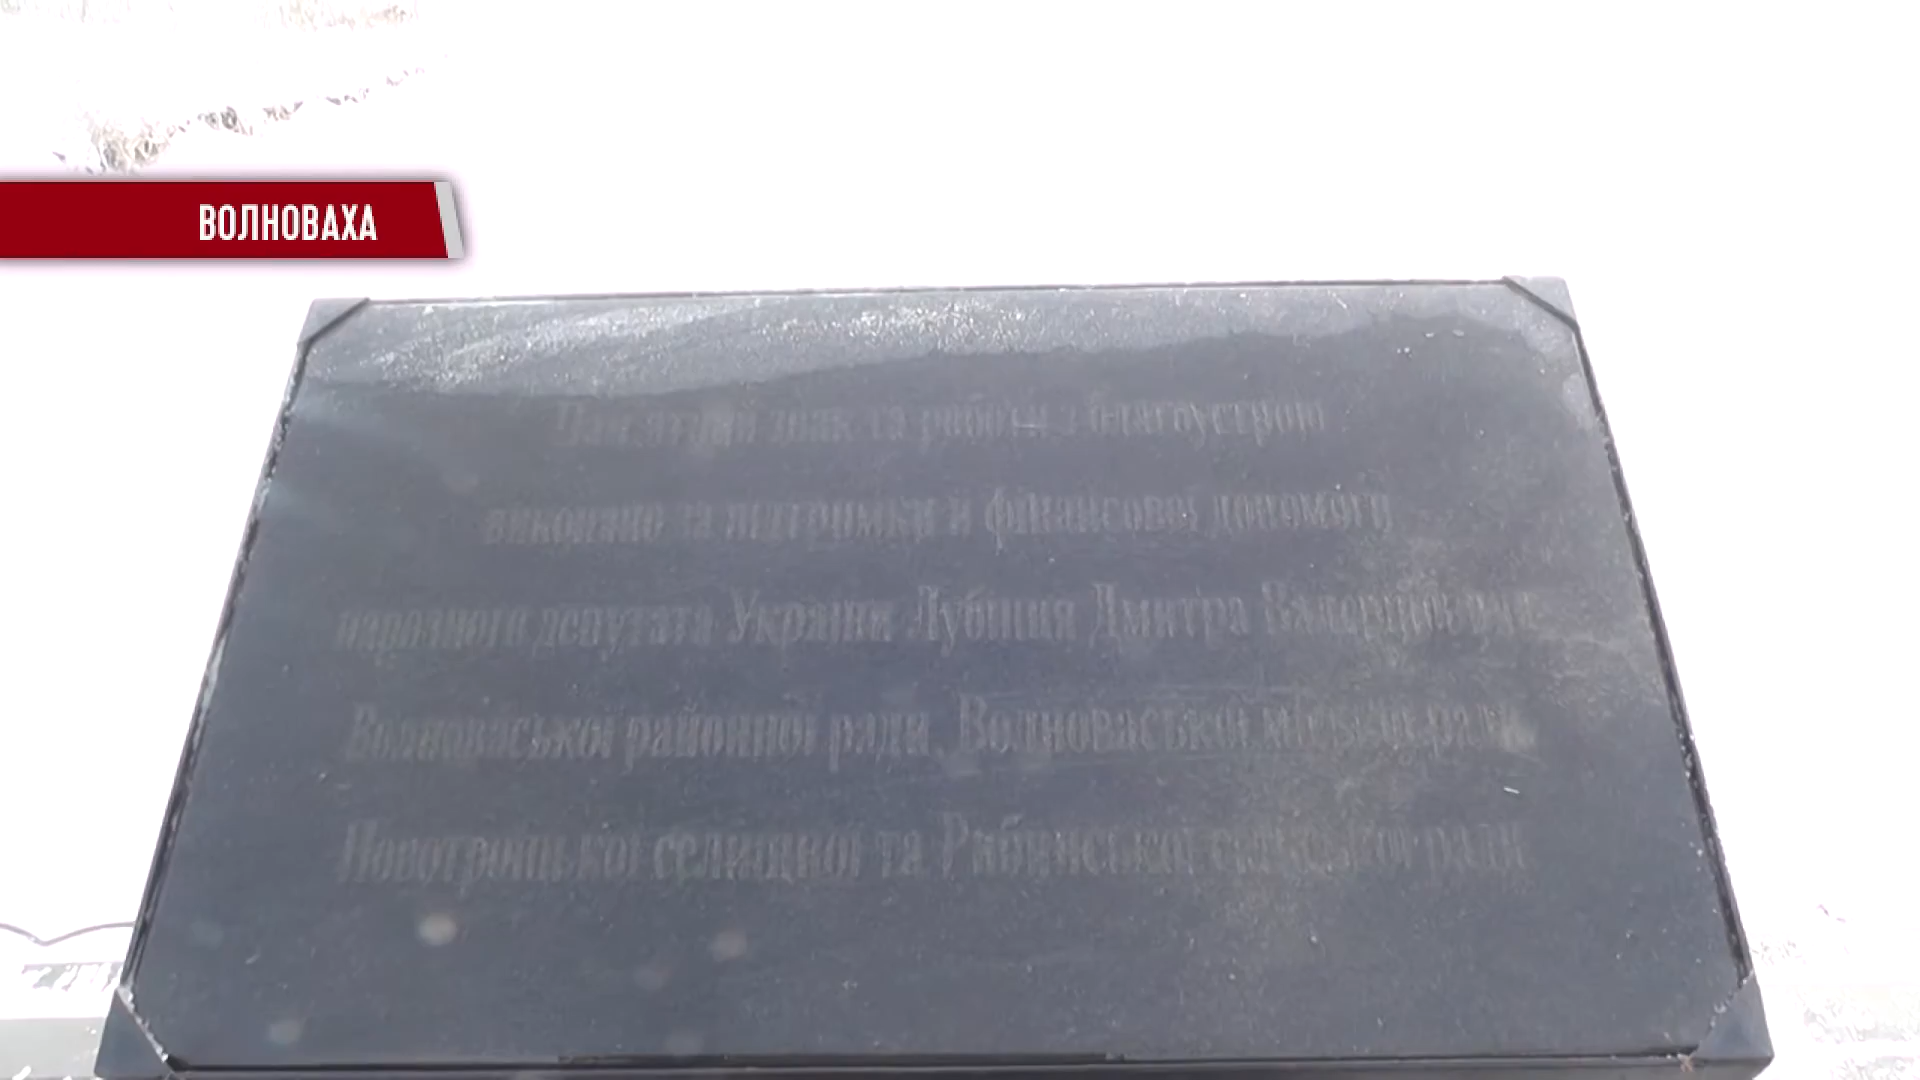 ВОЛНОВАХА
Пам'ятний знак та роботи з благоустрою
виконано за підтримки й фінансової допомоги
народного депутата України Лубінця Дмитра Валерійовича
Волноваської районної ради, Волноваської міської ради
Новотроїцької селищної та Рибинської сільської ради